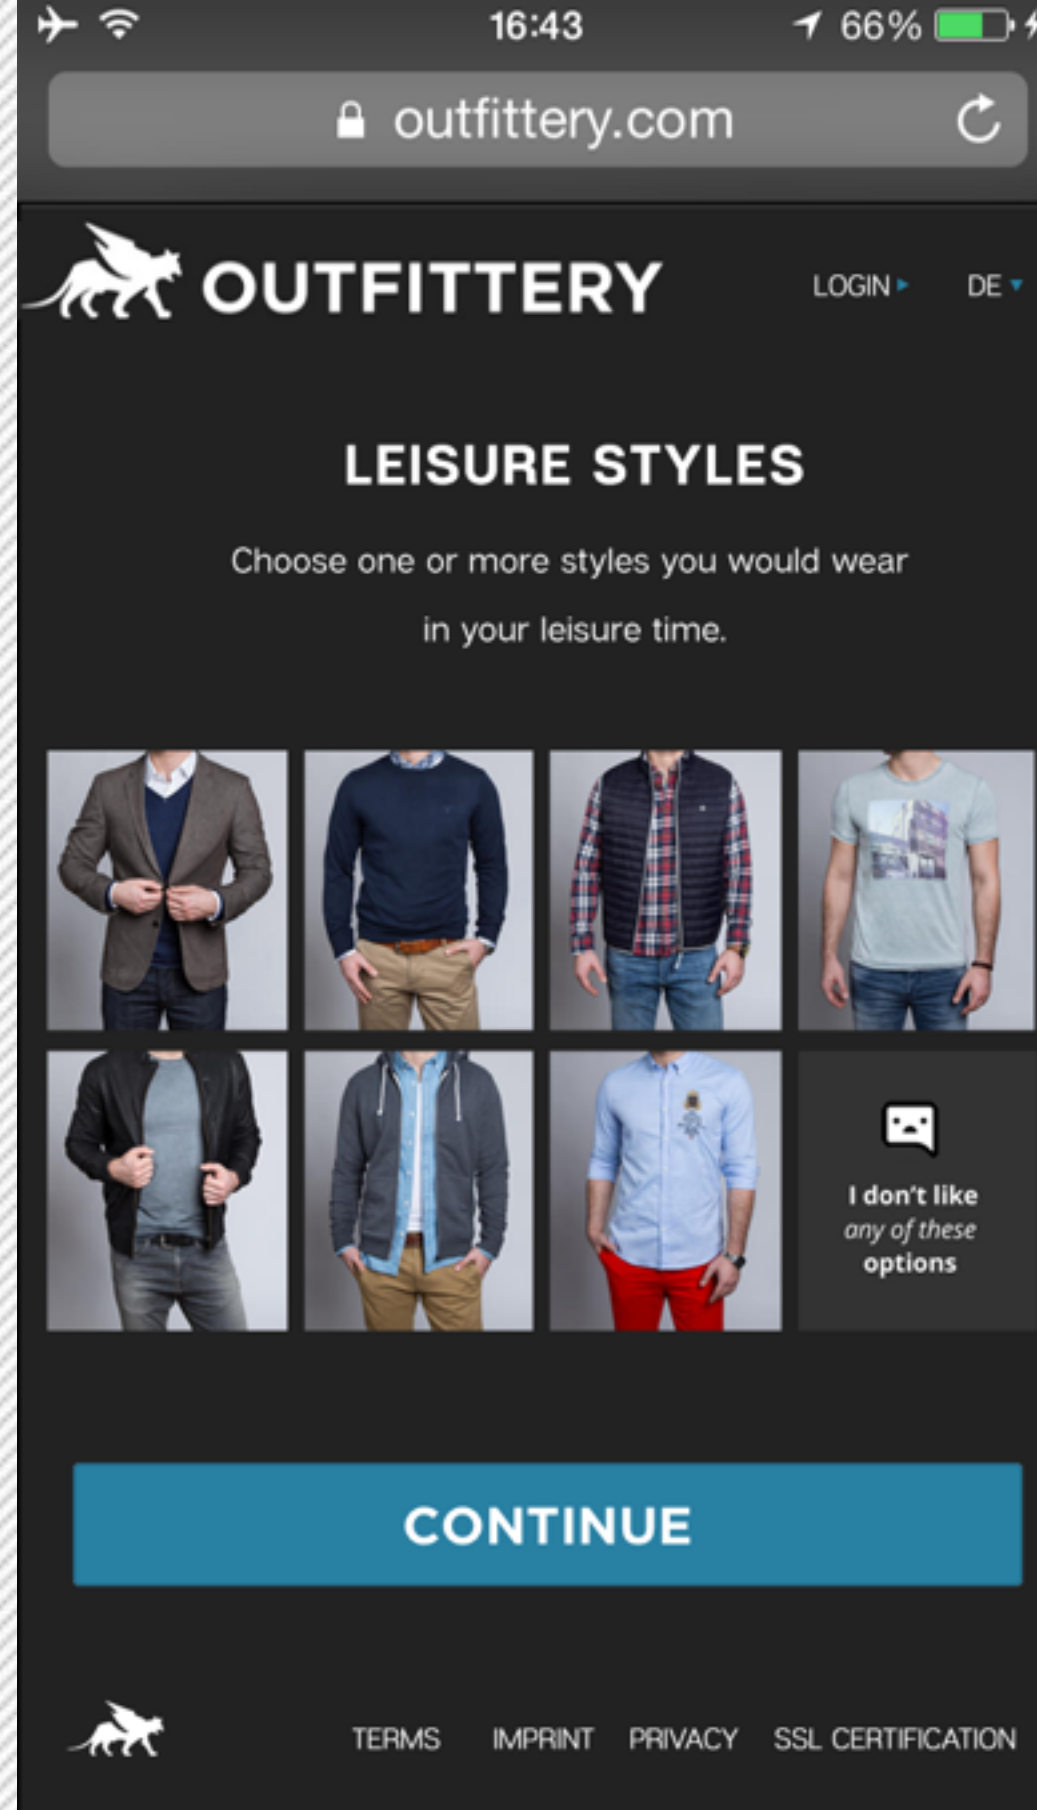 16:43
66%
outfittery.com
OUTFITTERY
LOGIN
DE
LEISURE STYLES
Choose one or more styles you would wear
in your leisure time.
I don't like
any of these
options
CONTINUE
TERMS IMPRINT PRIVACY SSL CERTIFICATION